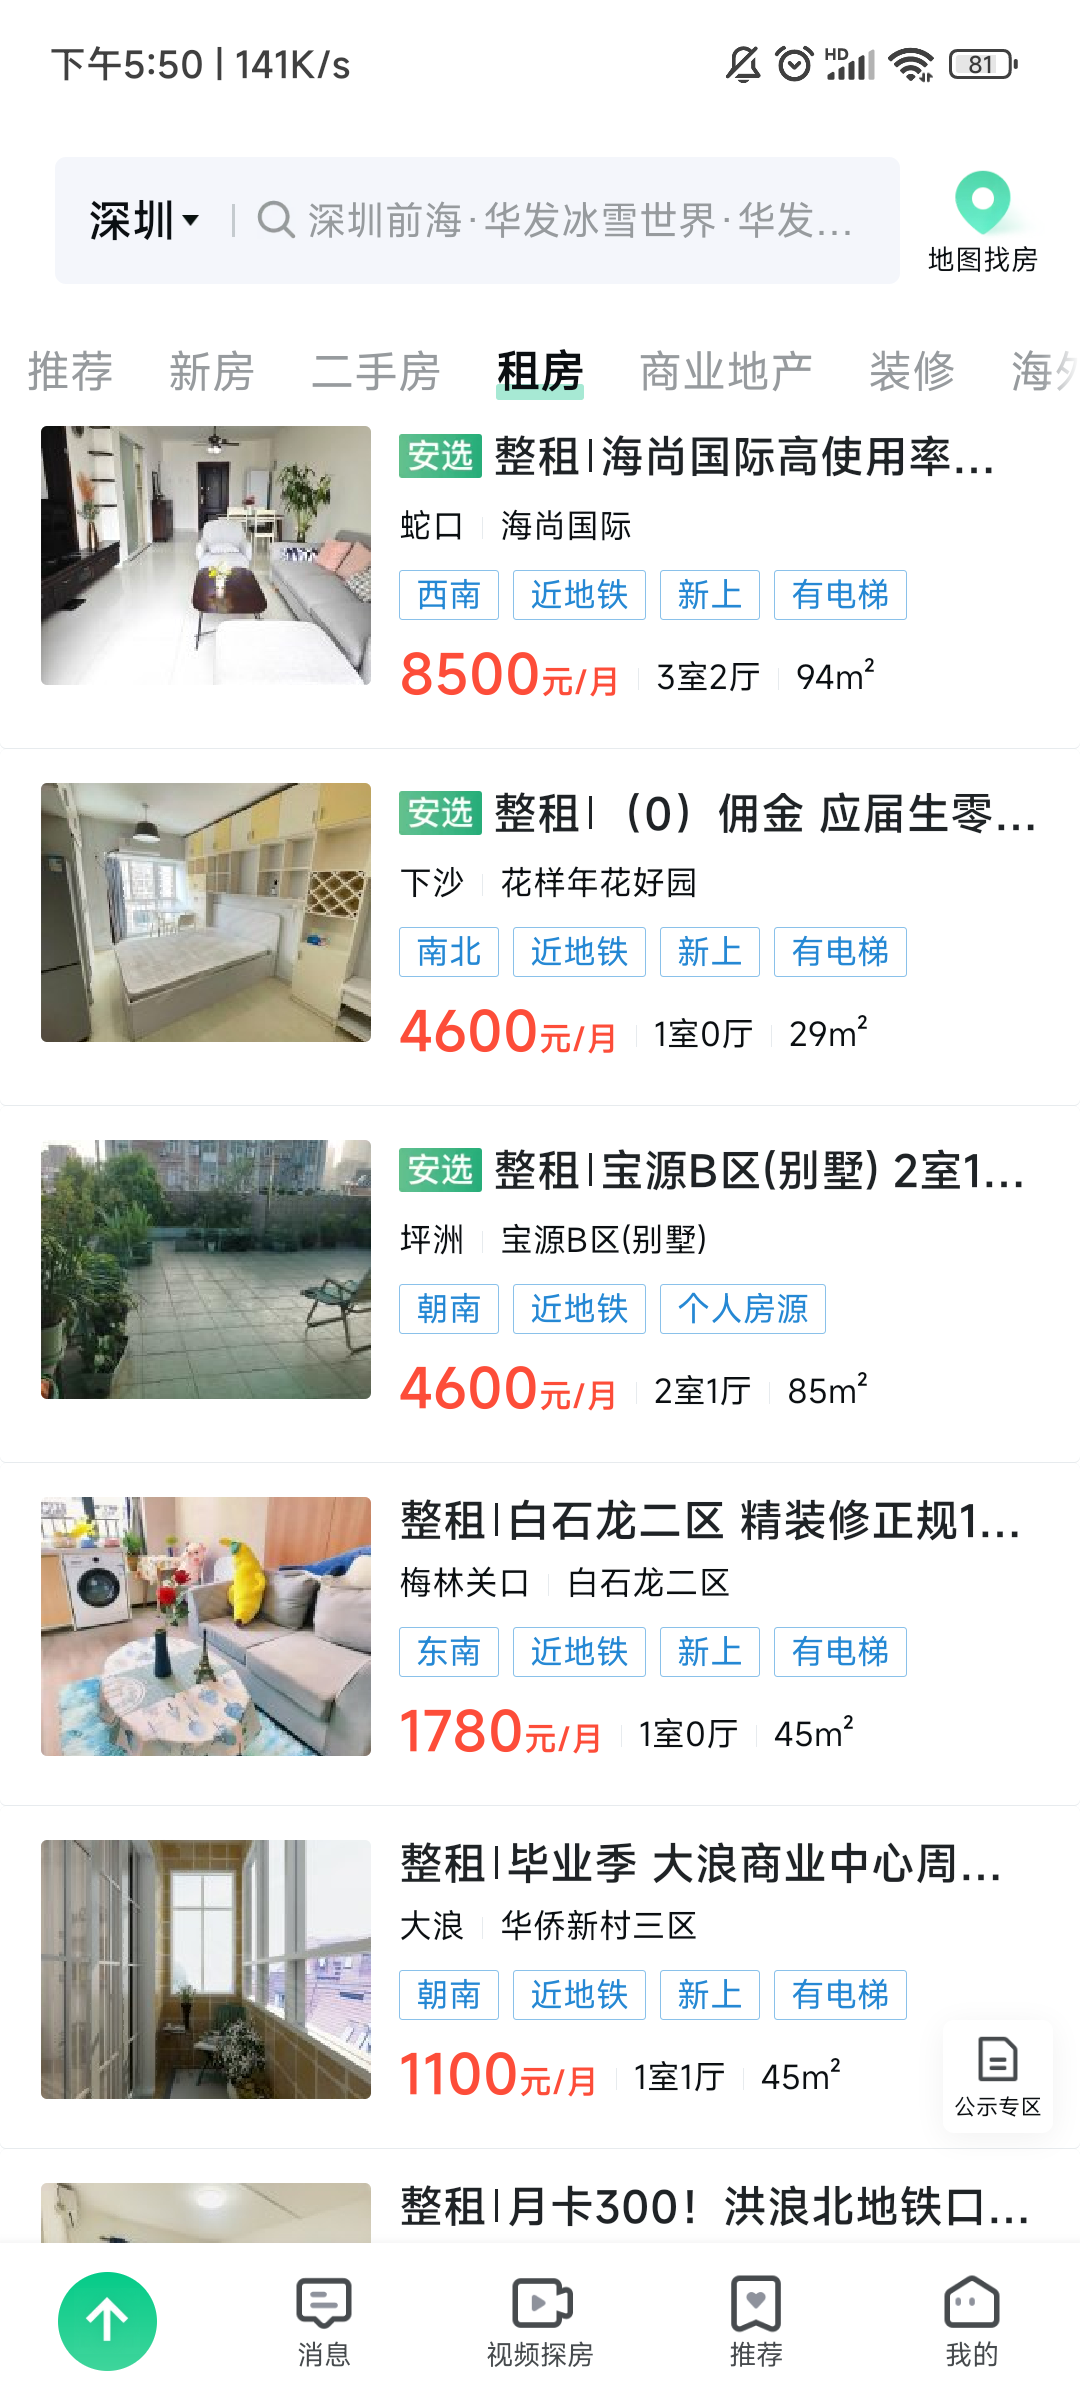 下午5:50 | 141K/s
HD
81
深圳
深圳前海·华发冰雪世界·华发...
地图找房
推荐 新房 二手房 租房 商业地产 装修 海外
安选 整租|海尚国际高使用率...
蛇口 海尚国际
西南 近地铁 新上 有电梯
8500元/月 3室2厅 94m²
安选 整租|（0）佣金 应届生零...
下沙 花样年花好园
南北 近地铁 新上 有电梯
4600元/月 1室0厅 29m²
安选 整租|宝源B区(别墅) 2室1...
坪洲 宝源B区(别墅)
朝南 近地铁 个人房源
4600元/月 2室1厅 85m²
整租|白石龙二区 精装修正规1...
梅林关口 白石龙二区
东南 近地铁 新上 有电梯
1780元/月 1室0厅 45m²
整租|毕业季 大浪商业中心周...
大浪 华侨新村三区
朝南 近地铁 新上 有电梯
1100元/月 1室1厅 45m²
公示专区
整租|月卡300！洪浪北地铁口...
消息 视频探房 推荐 我的